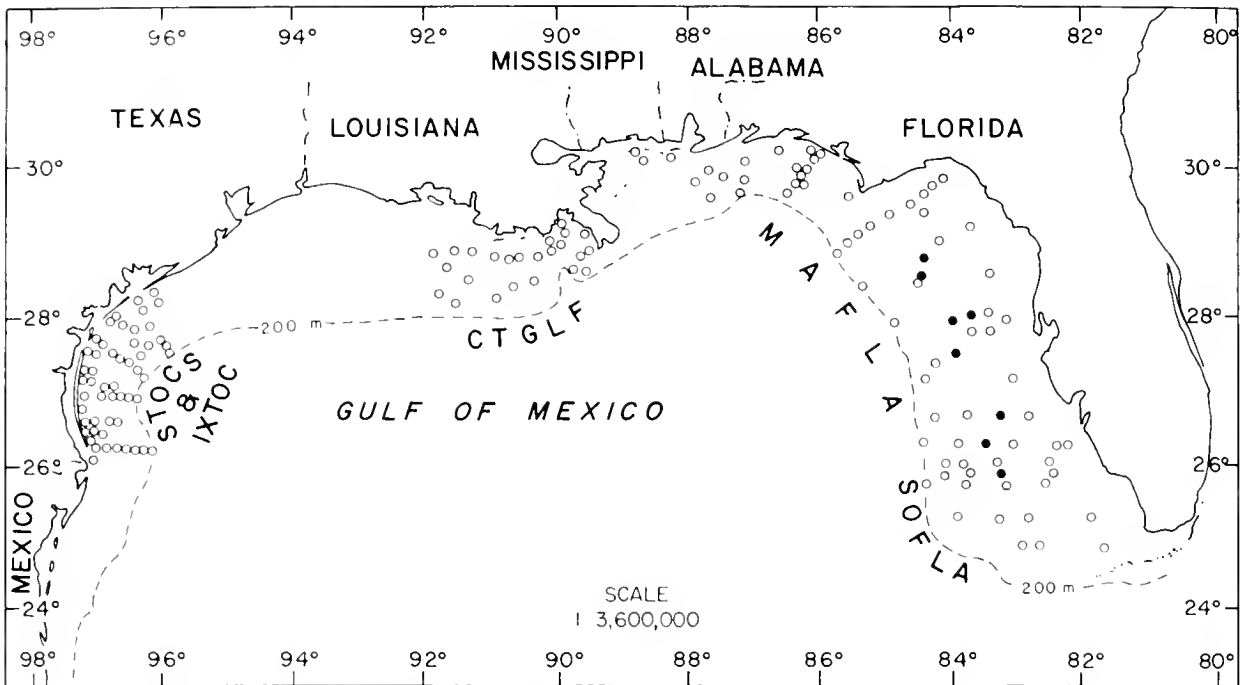 98° 96° 94° 92° 90° 88° 86° 84° 82° 80°
MISSISSIPPI
ALABAMA
TEXAS
LOUISIANA
FLORIDA
30° 30°
28° 200 m 28°
CTGLF
MAFLA
STOCS
&
IXTOC
GULF OF MEXICO
26° 26°
SOFLA
MEXICO
200 m
24° 24°
SCALE
1 3,600,000
98° 96° 94° 92° 90° 88° 86° 84° 82° 80°